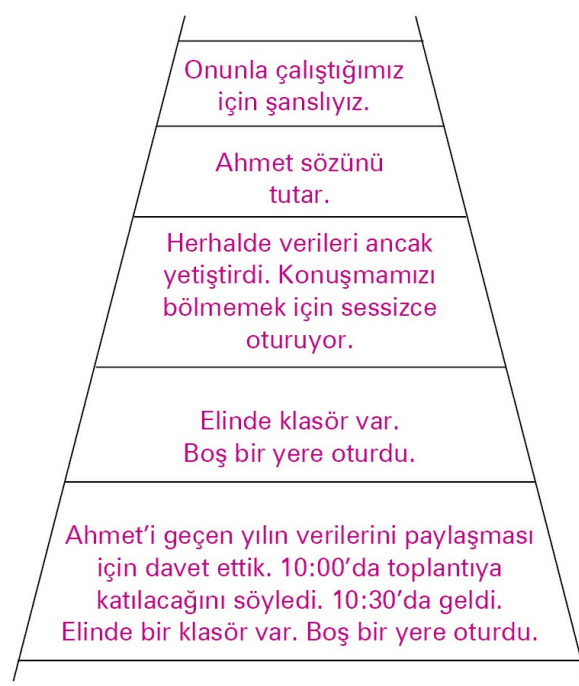 Onunla çalıştığımız
için şanslıyız.
Ahmet sözünü
tutar.
Herhalde verileri ancak
yetiştirdi. Konuşmamızı
bölmemek için sessizce
oturuyor.
Elinde klasör var.
Boş bir yere oturdu.
Ahmet’i geçen yılın verilerini paylaşması
için davet ettik. 10:00’da toplantıya
katılacağını söyledi. 10:30’da geldi.
Elinde bir klasör var. Boş bir yere oturdu.